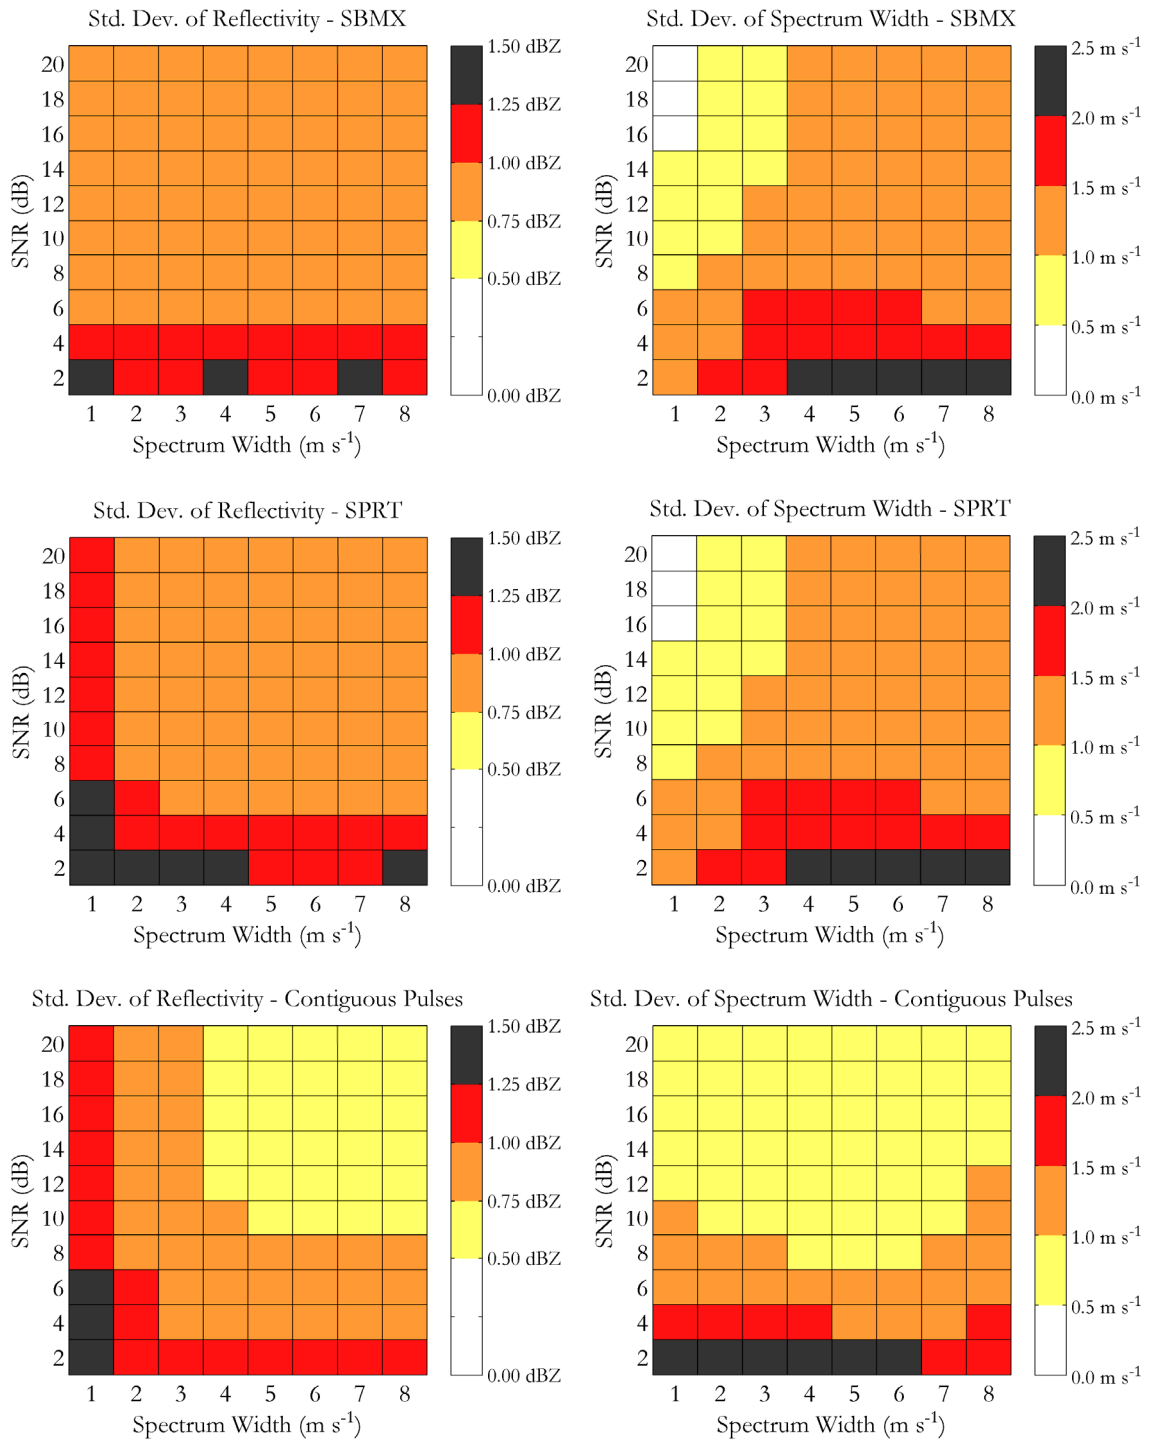 Std. Dev. of Reflectivity - SBMX
SNR (dB)
20
18
16
14
12
10
8
6
4
2
1 2 3 4 5 6 7 8
Spectrum Width (m s-1)
1.50 dBZ
1.25 dBZ
1.00 dBZ
0.75 dBZ
0.50 dBZ
0.00 dBZ
Std. Dev. of Spectrum Width - SBMX
SNR (dB)
20
18
16
14
12
10
8
6
4
2
1 2 3 4 5 6 7 8
Spectrum Width (m s-1)
2.5 m s-1
2.0 m s-1
1.5 m s-1
1.0 m s-1
0.5 m s-1
0.0 m s-1
Std. Dev. of Reflectivity - SPRT
SNR (dB)
20
18
16
14
12
10
8
6
4
2
1 2 3 4 5 6 7 8
Spectrum Width (m s-1)
1.50 dBZ
1.25 dBZ
1.00 dBZ
0.75 dBZ
0.50 dBZ
0.00 dBZ
Std. Dev. of Spectrum Width - SPRT
SNR (dB)
20
18
16
14
12
10
8
6
4
2
1 2 3 4 5 6 7 8
Spectrum Width (m s-1)
2.5 m s-1
2.0 m s-1
1.5 m s-1
1.0 m s-1
0.5 m s-1
0.0 m s-1
Std. Dev. of Reflectivity - Contiguous Pulses
SNR (dB)
20
18
16
14
12
10
8
6
4
2
1 2 3 4 5 6 7 8
Spectrum Width (m s-1)
1.50 dBZ
1.25 dBZ
1.00 dBZ
0.75 dBZ
0.50 dBZ
0.00 dBZ
Std. Dev. of Spectrum Width - Contiguous Pulses
SNR (dB)
20
18
16
14
12
10
8
6
4
2
1 2 3 4 5 6 7 8
Spectrum Width (m s-1)
2.5 m s-1
2.0 m s-1
1.5 m s-1
1.0 m s-1
0.5 m s-1
0.0 m s-1